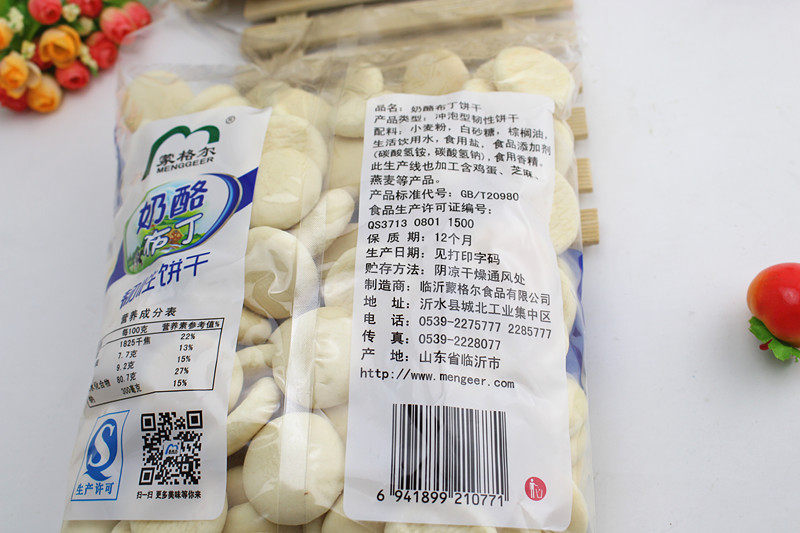 蒙格尔
®
MENGGEER
奶酪
布丁
饼干
营养成分表
每100克 营养素参考值%
1825千焦 22%
7.7克 13%
9.2克 15%
80.7克 27%
300毫克 15%
生产许可
扫一扫 更多美味等你来
品名：奶酪布丁饼干
产品类型：冲泡型韧性饼干
配料：小麦粉，白砂糖，棕榈油，
生活饮用水，食用盐，食品添加剂
(碳酸氢铵，碳酸氢钠)，食用香精。
此生产线也加工含鸡蛋、芝麻、
燕麦等产品。
产品标准代号：GB/T20980
食品生产许可证编号：
QS3713 0801 1500
保 质 期：12个月
生产日期：见打印字码
贮存方法：阴凉干燥通风处
制造商：临沂蒙格尔食品有限公司
地 址：沂水县城北工业集中区
电 话：0539-2275777 2285777
传 真：0539-2228077
产 地：山东省临沂市
http://www.mengeer.com
6 941899 210771